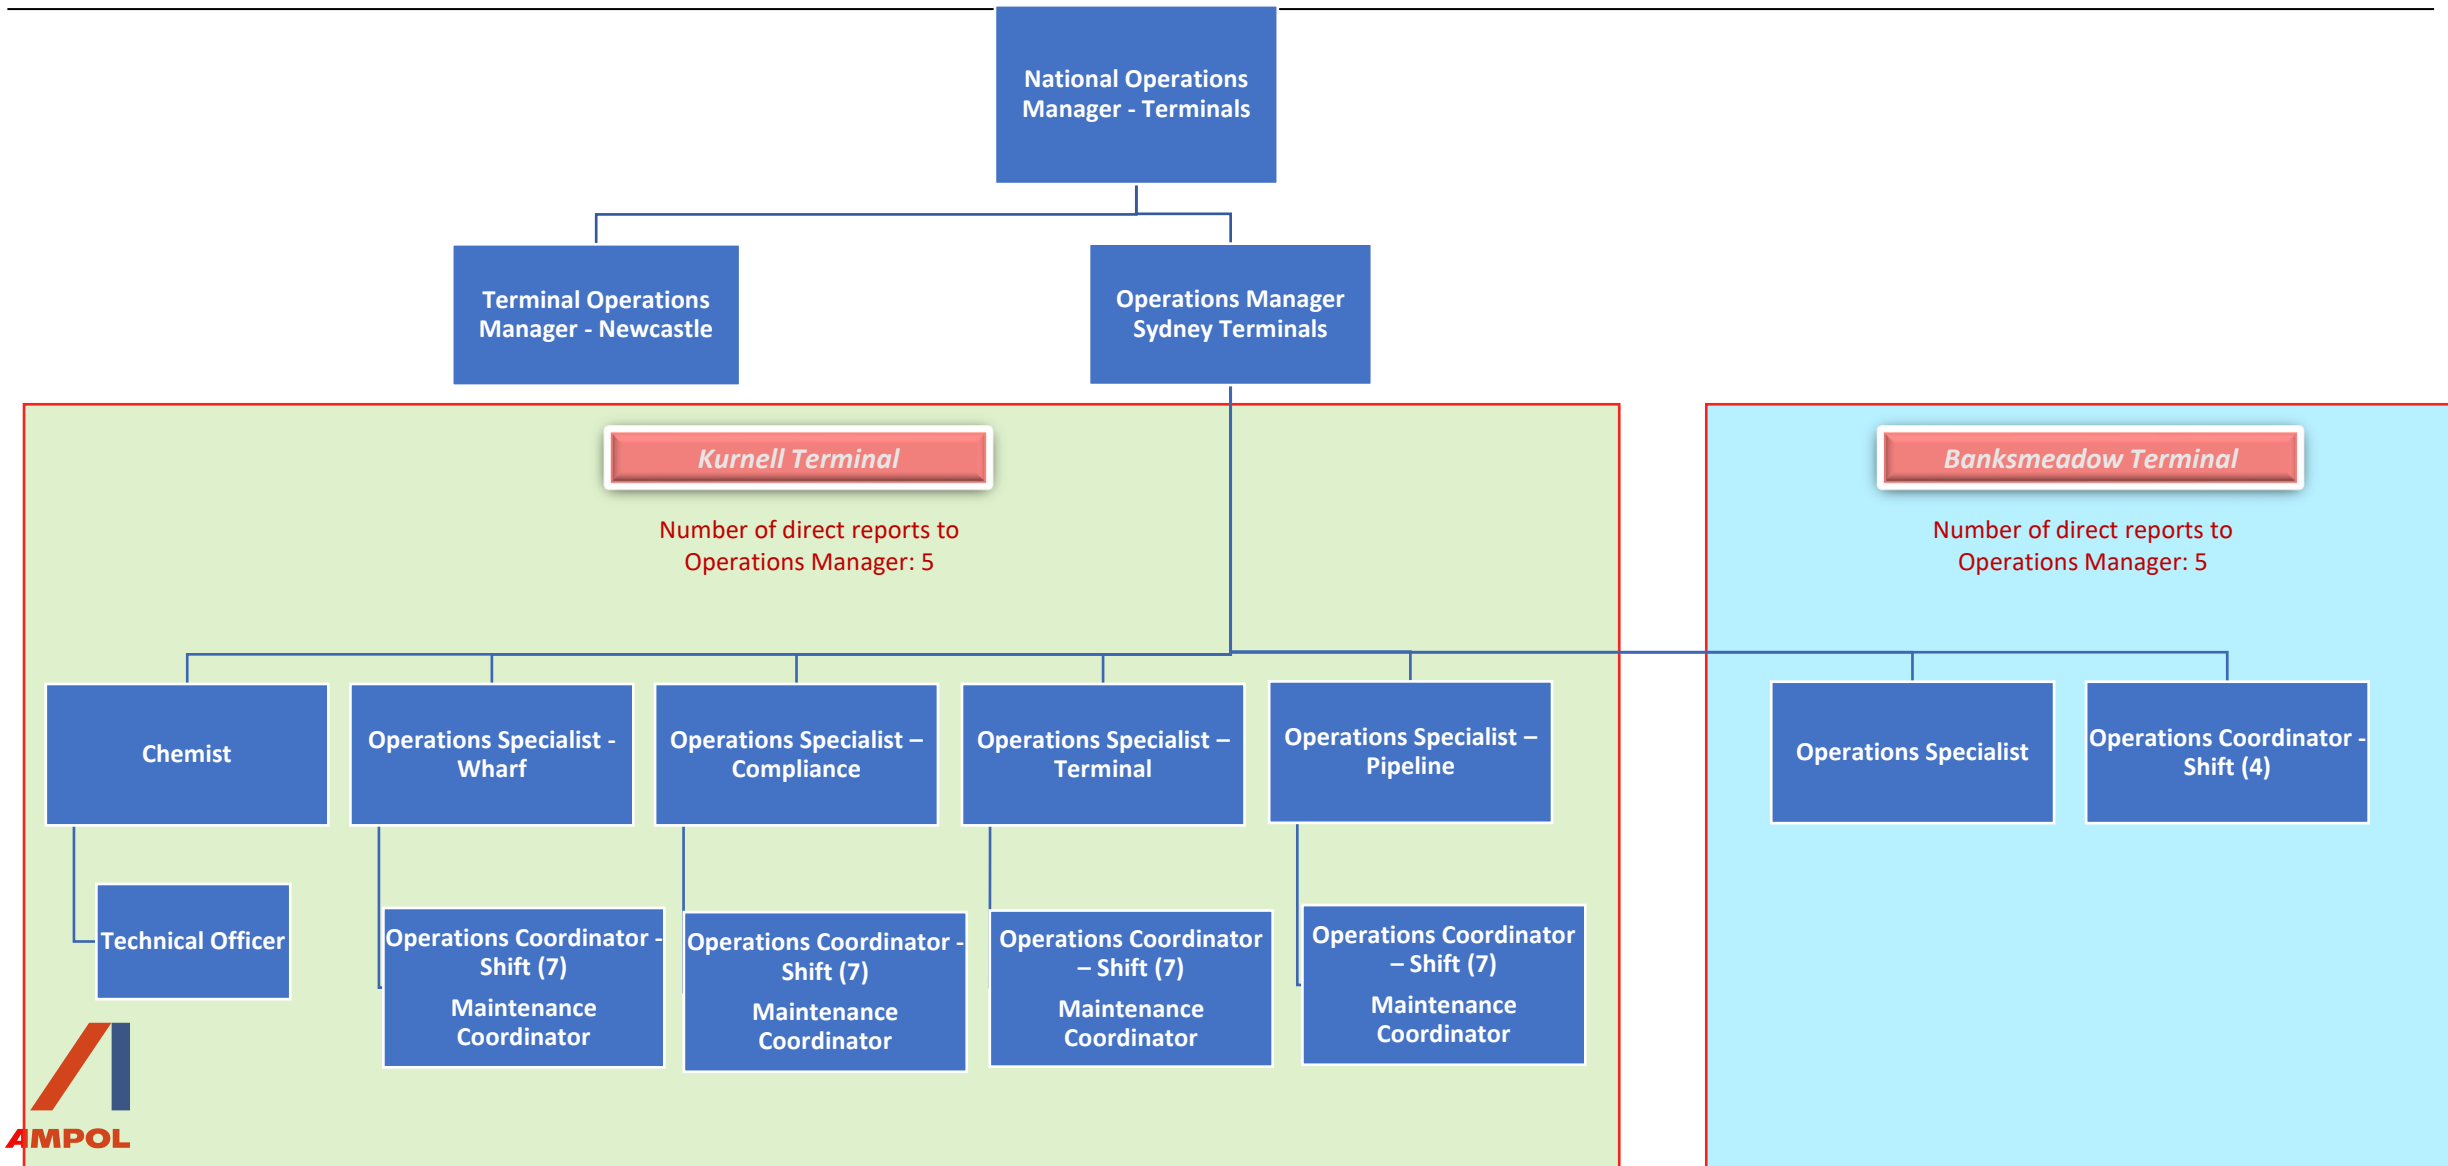 National Operations
Manager - Terminals
Terminal Operations
Manager - Newcastle
Operations Manager
Sydney Terminals
Kurnell Terminal
Number of direct reports to
Operations Manager: 5
Banksmeadow Terminal
Number of direct reports to
Operations Manager: 5
Chemist
Operations Specialist -
Wharf
Operations Specialist –
Compliance
Operations Specialist –
Terminal
Operations Specialist –
Pipeline
Operations Specialist
Operations Coordinator -
Shift (4)
Technical Officer
Operations Coordinator -
Shift (7)
Maintenance
Coordinator
Operations Coordinator -
Shift (7)
Maintenance
Coordinator
Operations Coordinator
– Shift (7)
Maintenance
Coordinator
Operations Coordinator
– Shift (7)
Maintenance
Coordinator
AMPOL